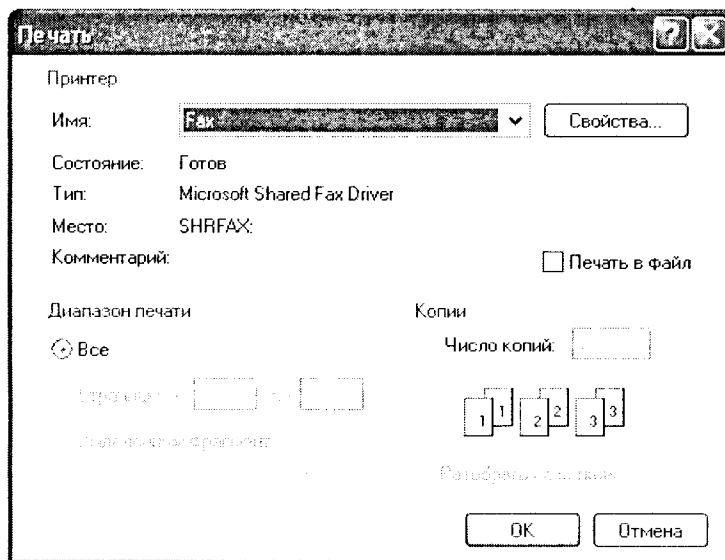 Печать
Принтер
Имя: Fax Свойства...
Состояние: Готов
Тип: Microsoft Shared Fax Driver
Место: SHRFAX:
Комментарий: Печать в файл
Диапазон печати Копии
Все Число копий:
1 1 2 2 3 3
OK Отмена